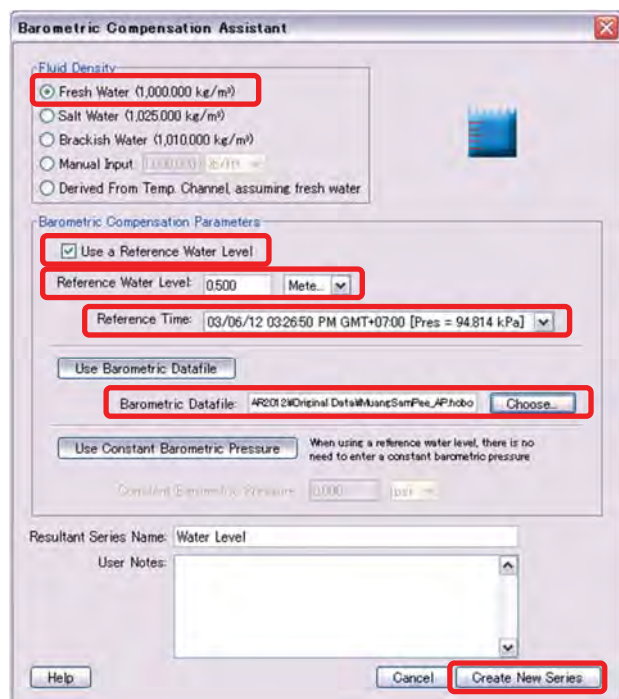 Barometric Compensation Assistant
Fluid Density
Fresh Water (1,000.000 kg/m³)
Salt Water (1,025.000 kg/m³)
Brackish Water (1,010.000 kg/m³)
Manual Input
Derived From Temp. Channel, assuming fresh water
Barometric Compensation Parameters
Use a Reference Water Level
Reference Water Level: 0.500 Mete...
Reference Time: 03/06/12 03:26:50 PM GMT+07:00 [Pres = 94.814 kPa]
Use Barometric Datafile
Barometric Datafile: AR2012¥Original Data¥MuangSamPee_AP.hobo Choose...
Use Constant Barometric Pressure
When using a reference water level, there is no
need to enter a constant barometric pressure
Constant Barometric Pressure 0.000
Resultant Series Name: Water Level
User Notes:
Help Cancel Create New Series